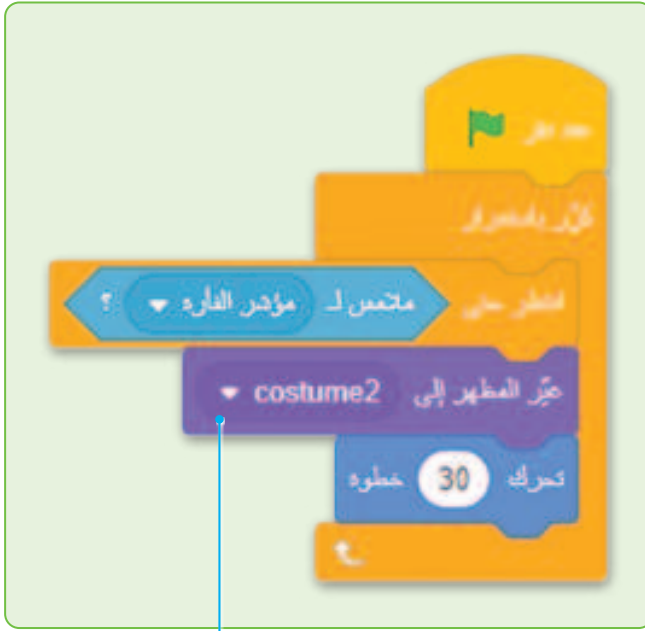 عند نقر
كرّر باستمرار
انتظر حتى ملامس لـ مؤشر الفأرة ؟
غيّر المظهر إلى costume2
تحرك 30 خطوة